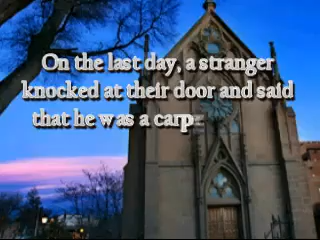 On the last day, a stranger
knocked at their door and said
that he was a carp